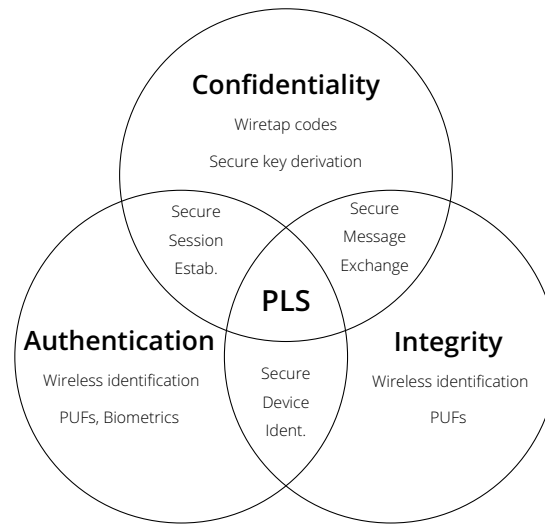 Confidentiality
Wiretap codes
Secure key derivation
Secure
Session
Estab.
Secure
Message
Exchange
PLS
Authentication
Wireless identification
PUFs, Biometrics
Secure
Device
Ident.
Integrity
Wireless identification
PUFs